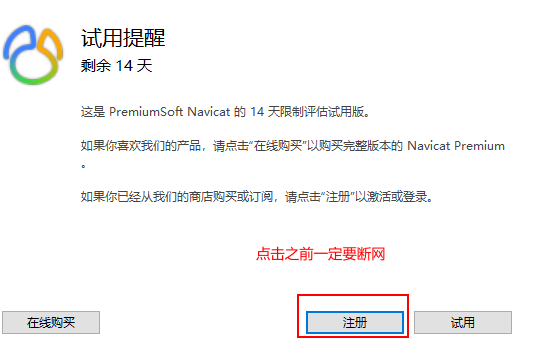 试用提醒
剩余 14 天
这是 PremiumSoft Navicat 的 14 天限制评估试用版。
如果你喜欢我们的产品，请点击“在线购买”以购买完整版本的 Navicat Premium
。
如果你已经从我们的商店购买或订阅，请点击“注册”以激活或登录。
点击之前一定要断网
在线购买 注册 试用